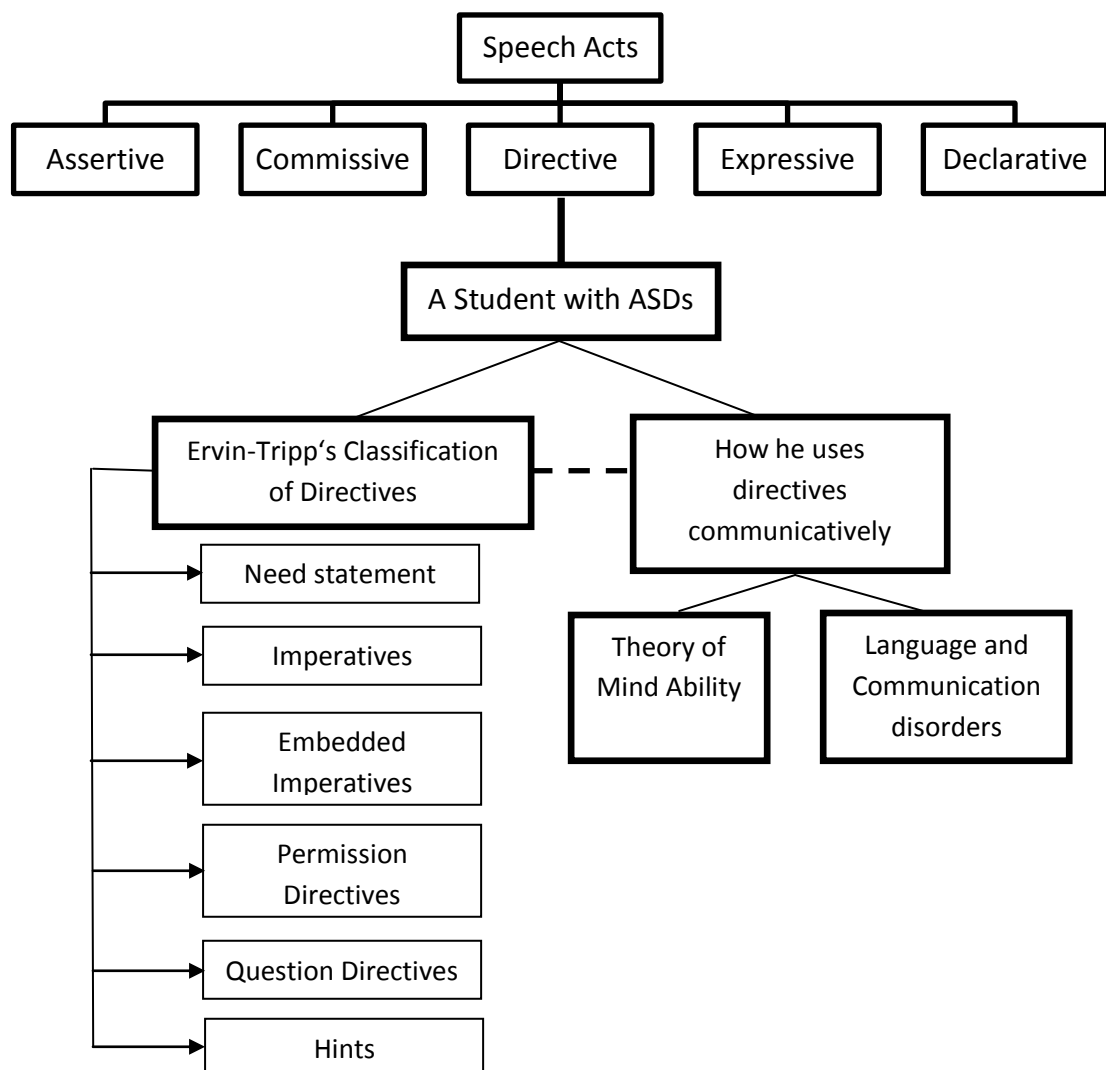 Speech Acts
Assertive
Commissive
Directive
Expressive
Declarative
A Student with ASDs
Ervin-Tripp‘s Classification
of Directives
How he uses
directives
communicatively
Need statement
Imperatives
Embedded
Imperatives
Permission
Directives
Question Directives
Hints
Theory of
Mind Ability
Language and
Communication
disorders